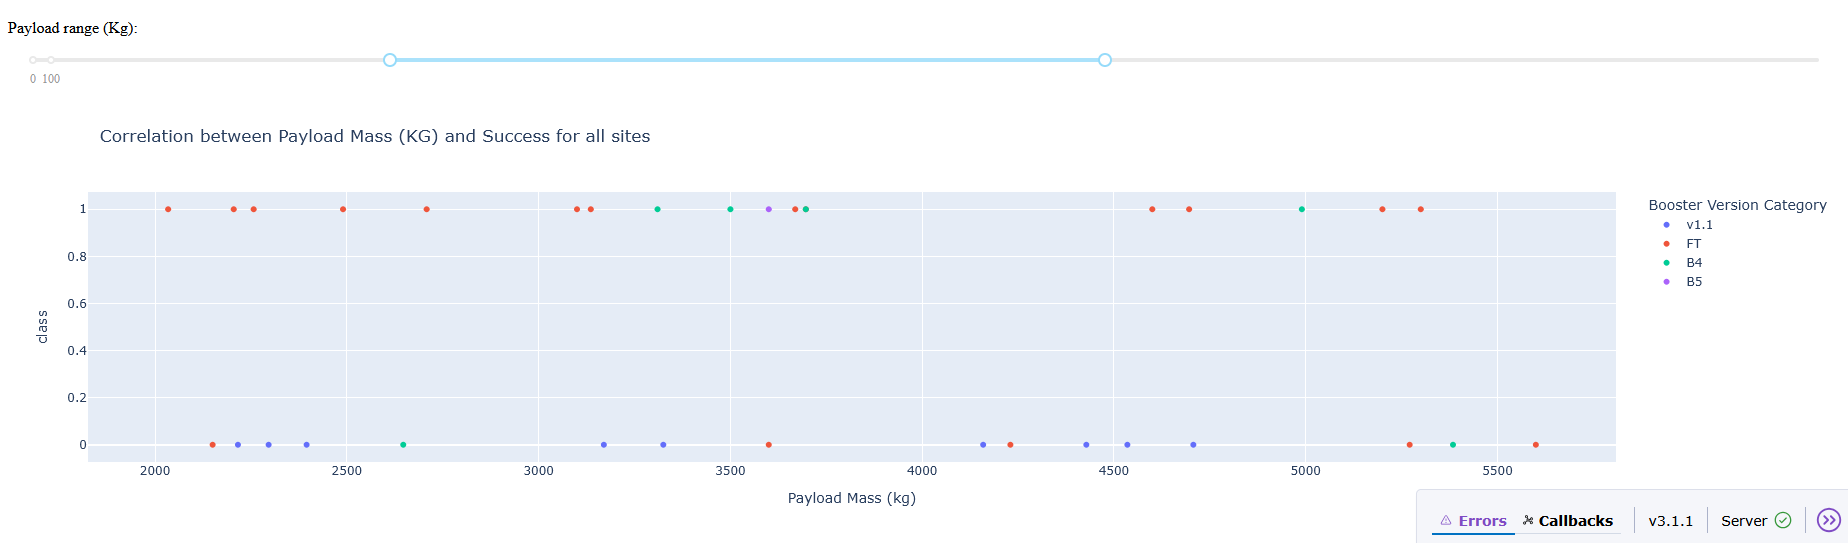 Payload range (Kg):
0 100
Correlation between Payload Mass (KG) and Success for all sites
Booster Version Category
v1.1
FT
B4
B5
1
0.8
0.6
0.4
0.2
0
class
2000 2500 3000 3500 4000 4500 5000 5500
Payload Mass (kg)
Errors Callbacks v3.1.1 Server